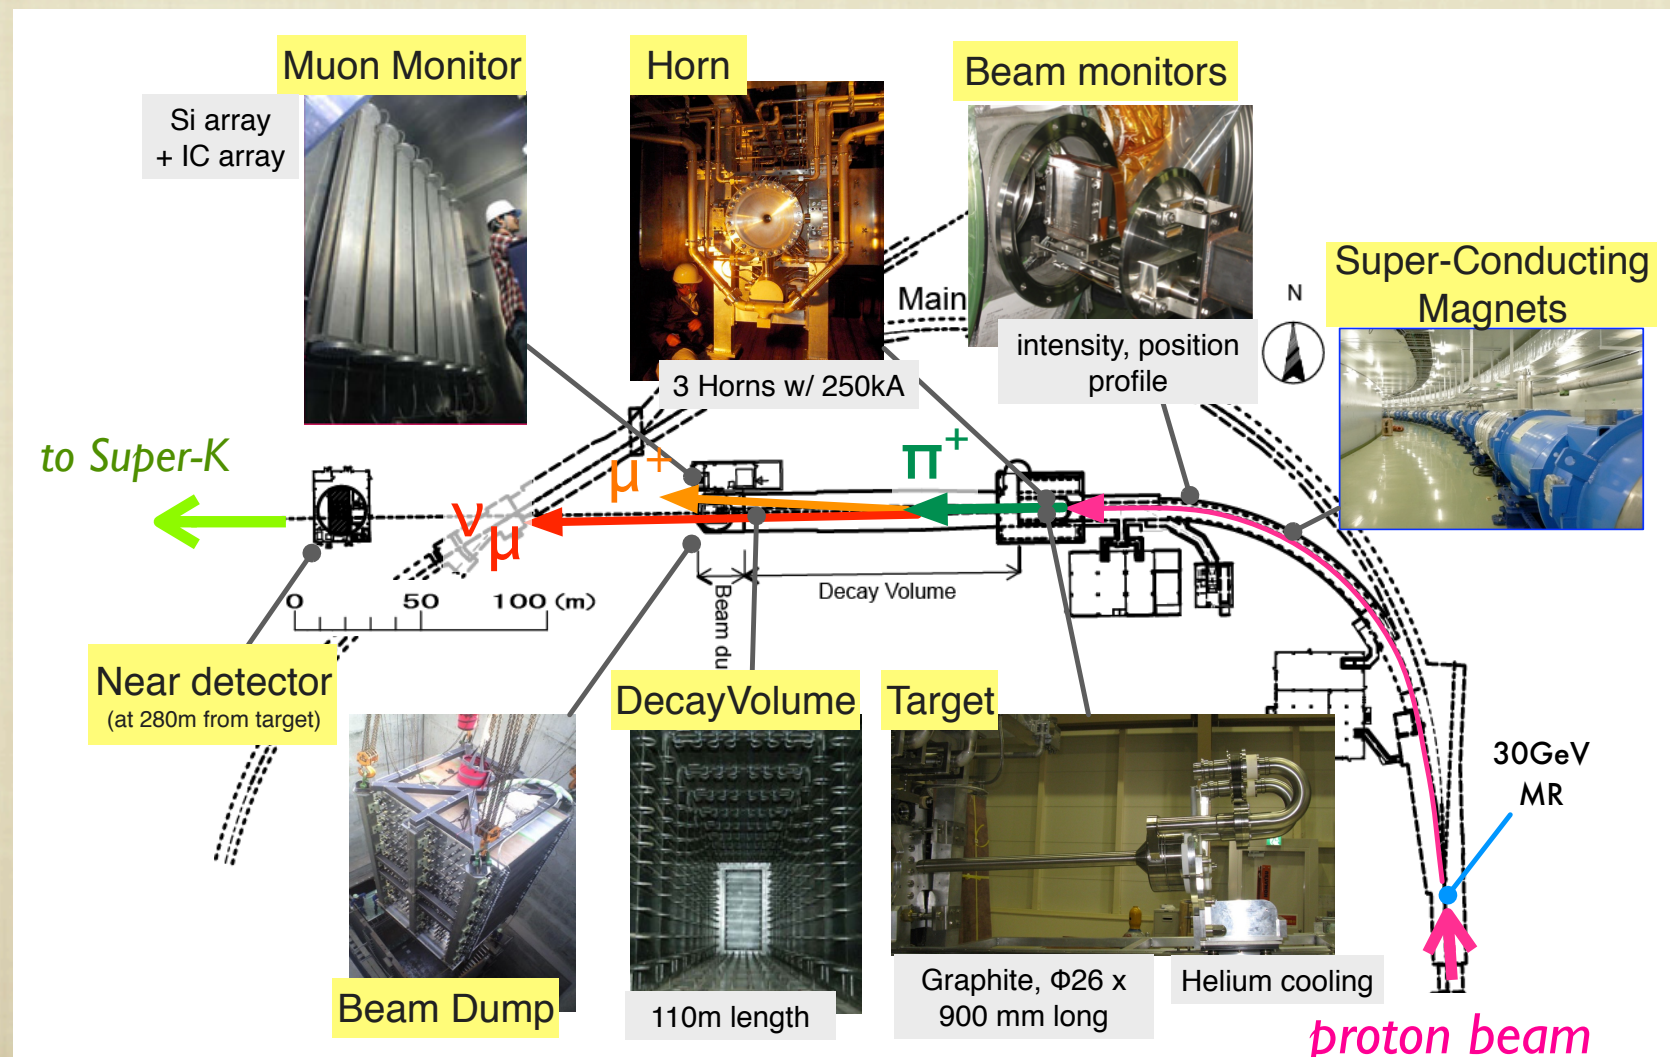 Muon Monitor
Si array
+ IC array
Horn
3 Horns w/ 250kA
Beam monitors
intensity, position
profile
Super-Conducting
Magnets
N
Main
to Super-K
νμ
μ+
π+
Beam du
Decay Volume
0 50 100 (m)
Near detector
(at 280m from target)
Beam Dump
DecayVolume
110m length
Target
Graphite, Φ26 x
900 mm long
Helium cooling
30GeV
MR
proton beam